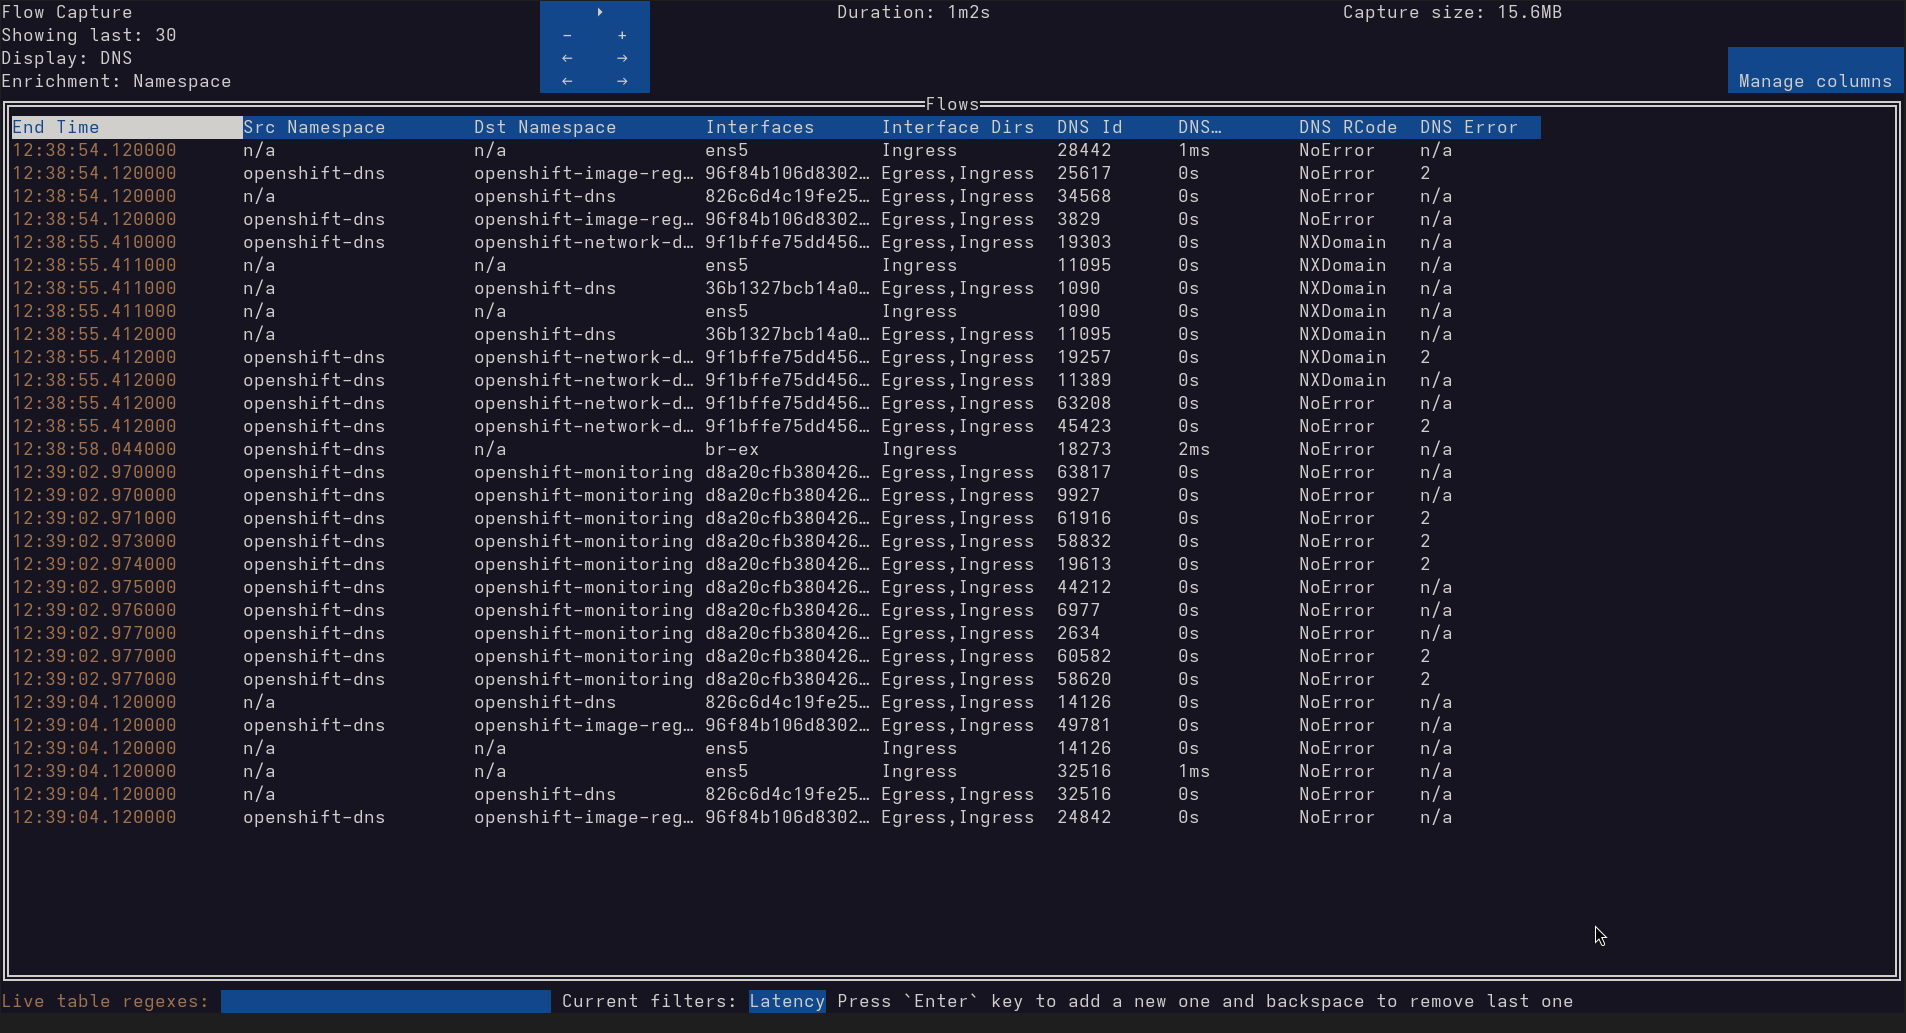 Flow Capture Duration: 1m2s Capture size: 15.6MB
Showing last: 30 - +
Display: DNS ← →
Enrichment: Namespace ← → Manage columns
Flows
End Time Src Namespace Dst Namespace Interfaces Interface Dirs DNS Id DNS… DNS RCode DNS Error
12:38:54.120000 n/a n/a ens5 Ingress 28442 1ms NoError n/a
12:38:54.120000 openshift-dns openshift-image-reg… 96f84b106d8302… Egress,Ingress 25617 0s NoError 2
12:38:54.120000 n/a openshift-dns 826c6d4c19fe25… Egress,Ingress 34568 0s NoError n/a
12:38:54.120000 openshift-dns openshift-image-reg… 96f84b106d8302… Egress,Ingress 3829 0s NoError n/a
12:38:55.410000 openshift-dns openshift-network-d… 9f1bffe75dd456… Egress,Ingress 19303 0s NXDomain n/a
12:38:55.411000 n/a n/a ens5 Ingress 11095 0s NXDomain n/a
12:38:55.411000 n/a openshift-dns 36b1327bcb14a0… Egress,Ingress 1090 0s NXDomain n/a
12:38:55.411000 n/a n/a ens5 Ingress 1090 0s NXDomain n/a
12:38:55.412000 n/a openshift-dns 36b1327bcb14a0… Egress,Ingress 11095 0s NXDomain n/a
12:38:55.412000 openshift-dns openshift-network-d… 9f1bffe75dd456… Egress,Ingress 19257 0s NXDomain 2
12:38:55.412000 openshift-dns openshift-network-d… 9f1bffe75dd456… Egress,Ingress 11389 0s NXDomain n/a
12:38:55.412000 openshift-dns openshift-network-d… 9f1bffe75dd456… Egress,Ingress 63208 0s NoError n/a
12:38:55.412000 openshift-dns openshift-network-d… 9f1bffe75dd456… Egress,Ingress 45423 0s NoError 2
12:38:58.044000 openshift-dns n/a br-ex Ingress 18273 2ms NoError n/a
12:39:02.970000 openshift-dns openshift-monitoring d8a20cfb380426… Egress,Ingress 63817 0s NoError n/a
12:39:02.970000 openshift-dns openshift-monitoring d8a20cfb380426… Egress,Ingress 9927 0s NoError n/a
12:39:02.971000 openshift-dns openshift-monitoring d8a20cfb380426… Egress,Ingress 61916 0s NoError 2
12:39:02.973000 openshift-dns openshift-monitoring d8a20cfb380426… Egress,Ingress 58832 0s NoError 2
12:39:02.974000 openshift-dns openshift-monitoring d8a20cfb380426… Egress,Ingress 19613 0s NoError 2
12:39:02.975000 openshift-dns openshift-monitoring d8a20cfb380426… Egress,Ingress 44212 0s NoError n/a
12:39:02.976000 openshift-dns openshift-monitoring d8a20cfb380426… Egress,Ingress 6977 0s NoError n/a
12:39:02.977000 openshift-dns openshift-monitoring d8a20cfb380426… Egress,Ingress 2634 0s NoError n/a
12:39:02.977000 openshift-dns openshift-monitoring d8a20cfb380426… Egress,Ingress 60582 0s NoError 2
12:39:02.977000 openshift-dns openshift-monitoring d8a20cfb380426… Egress,Ingress 58620 0s NoError 2
12:39:04.120000 n/a openshift-dns 826c6d4c19fe25… Egress,Ingress 14126 0s NoError n/a
12:39:04.120000 openshift-dns openshift-image-reg… 96f84b106d8302… Egress,Ingress 49781 0s NoError n/a
12:39:04.120000 n/a n/a ens5 Ingress 14126 0s NoError n/a
12:39:04.120000 n/a n/a ens5 Ingress 32516 1ms NoError n/a
12:39:04.120000 n/a openshift-dns 826c6d4c19fe25… Egress,Ingress 32516 0s NoError n/a
12:39:04.120000 openshift-dns openshift-image-reg… 96f84b106d8302… Egress,Ingress 24842 0s NoError n/a
Live table regexes: Current filters: Latency Press `Enter` key to add a new one and backspace to remove last one